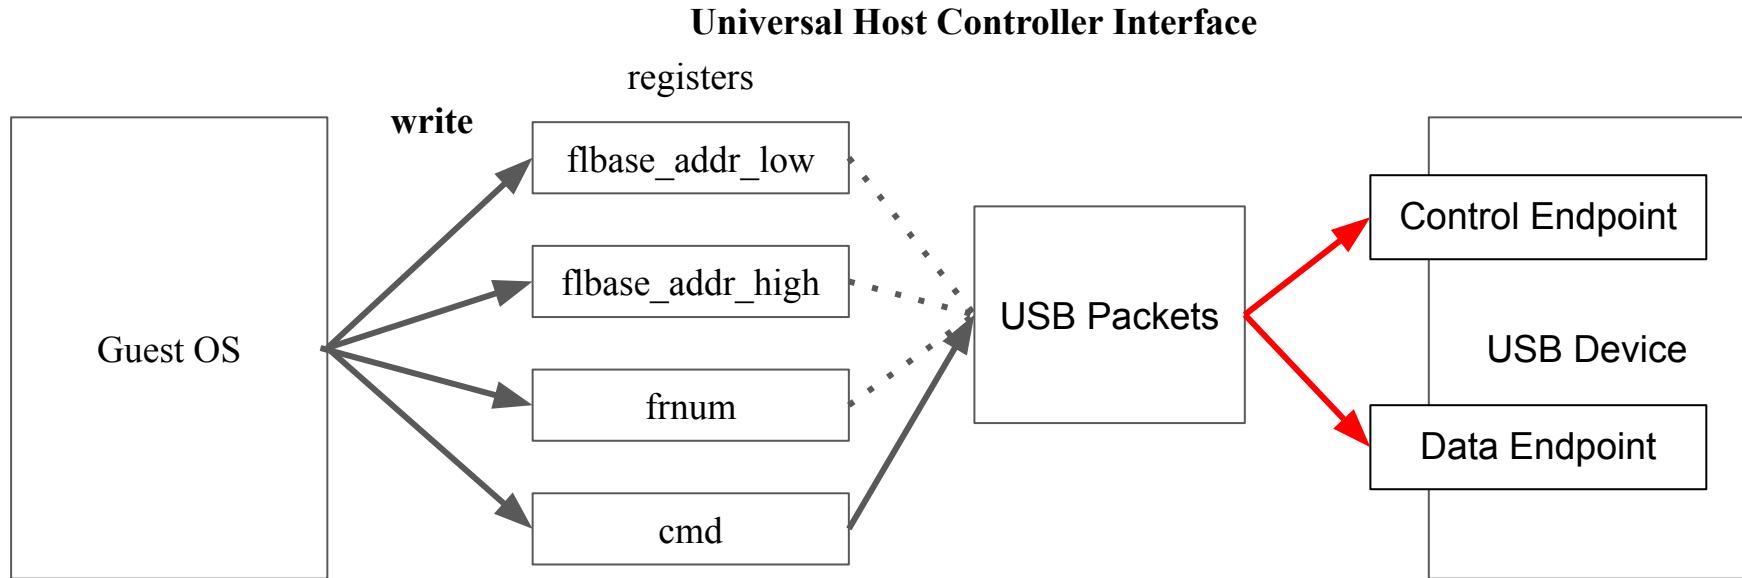 Universal Host Controller Interface
registers
write
flbase_addr_low
flbase_addr_high
frnum
cmd
Guest OS
USB Packets
Control Endpoint
USB Device
Data Endpoint